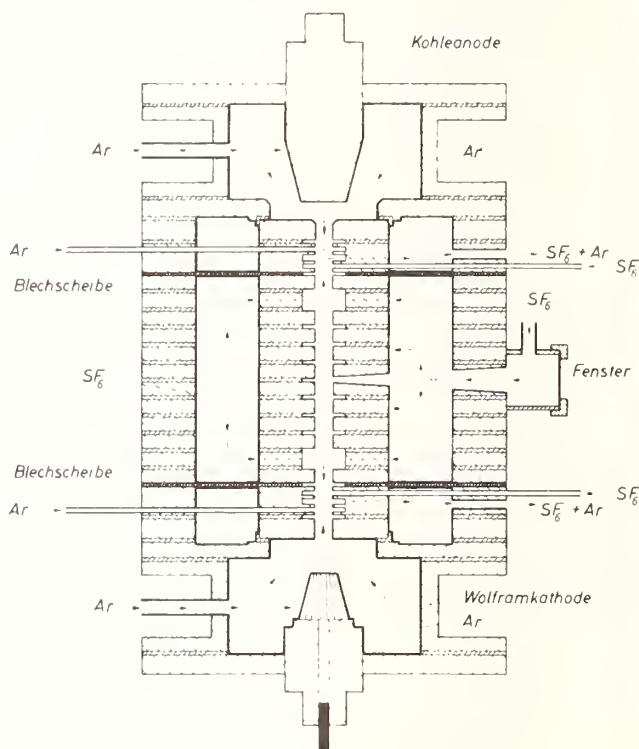 Kohleanode
Ar
Ar
Ar
SF6 + Ar
SF6
Blechscheibe
SF6
SF6
Fenster
Blechscheibe
SF6
Ar
SF6 + Ar
Ar
Wolframkathode
Ar